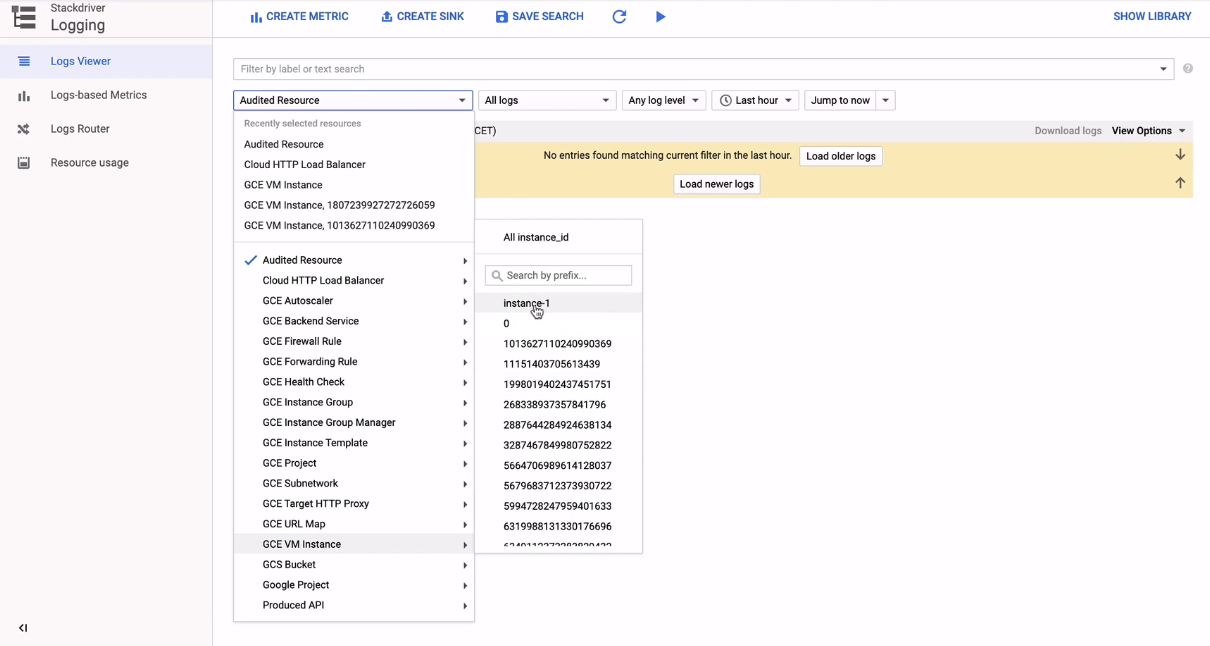 Stackdriver
Logging
CREATE METRIC
CREATE SINK
SAVE SEARCH
SHOW LIBRARY
Logs Viewer
Logs-based Metrics
Logs Router
Resource usage
Filter by label or text search
Audited Resource
All logs
Any log level
Last hour
Jump to now
CET)
Download logs
View Options
No entries found matching current filter in the last hour.
Load older logs
Load newer logs
Recently selected resources
Audited Resource
Cloud HTTP Load Balancer
GCE VM Instance
GCE VM Instance, 1807239927272726059
GCE VM Instance, 1013627110240990369
Audited Resource
Cloud HTTP Load Balancer
GCE Autoscaler
GCE Backend Service
GCE Firewall Rule
GCE Forwarding Rule
GCE Health Check
GCE Instance Group
GCE Instance Group Manager
GCE Instance Template
GCE Project
GCE Subnetwork
GCE Target HTTP Proxy
GCE URL Map
GCE VM Instance
GCS Bucket
Google Project
Produced API
All instance_id
Search by prefix...
instance-1
0
1013627110240990369
11151403705613439
1998019402437451751
268338937357841796
2887644284924638134
3287467849980752822
5664706989614128037
5679683712373930722
5994728247959401633
6319988131330176696